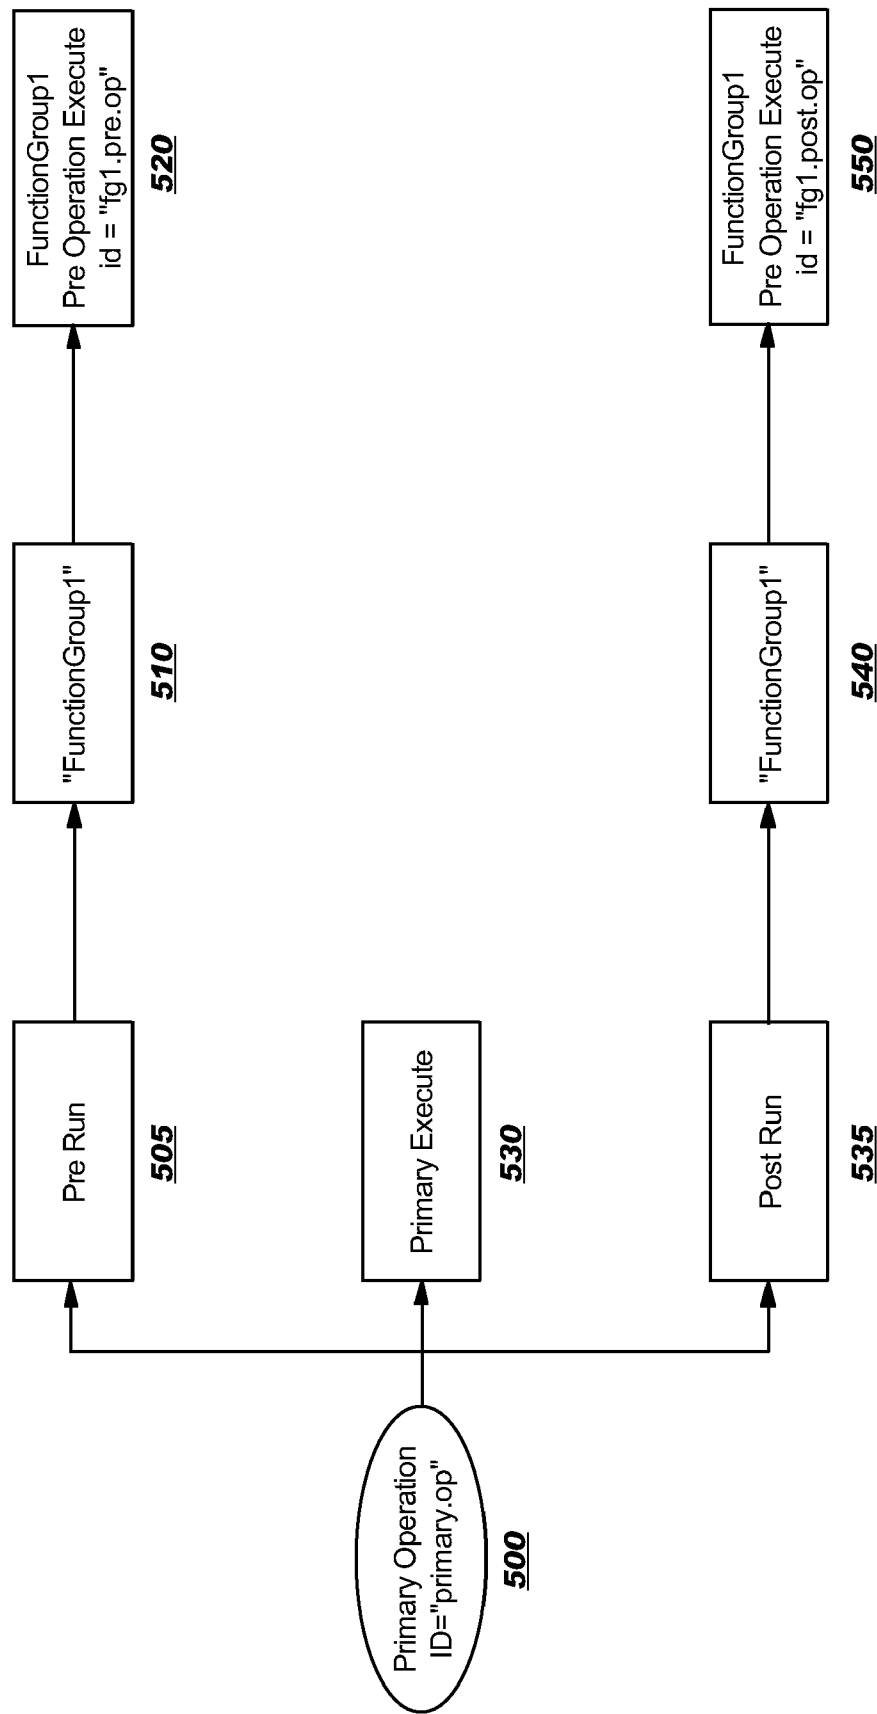 Primary Operation
ID="primary.op"
500
Pre Run
505
"FunctionGroup1"
510
FunctionGroup1
Pre Operation Execute
id = "fg1.pre.op"
520
Primary Execute
530
Post Run
535
"FunctionGroup1"
540
FunctionGroup1
Pre Operation Execute
id = "fg1.post.op"
550